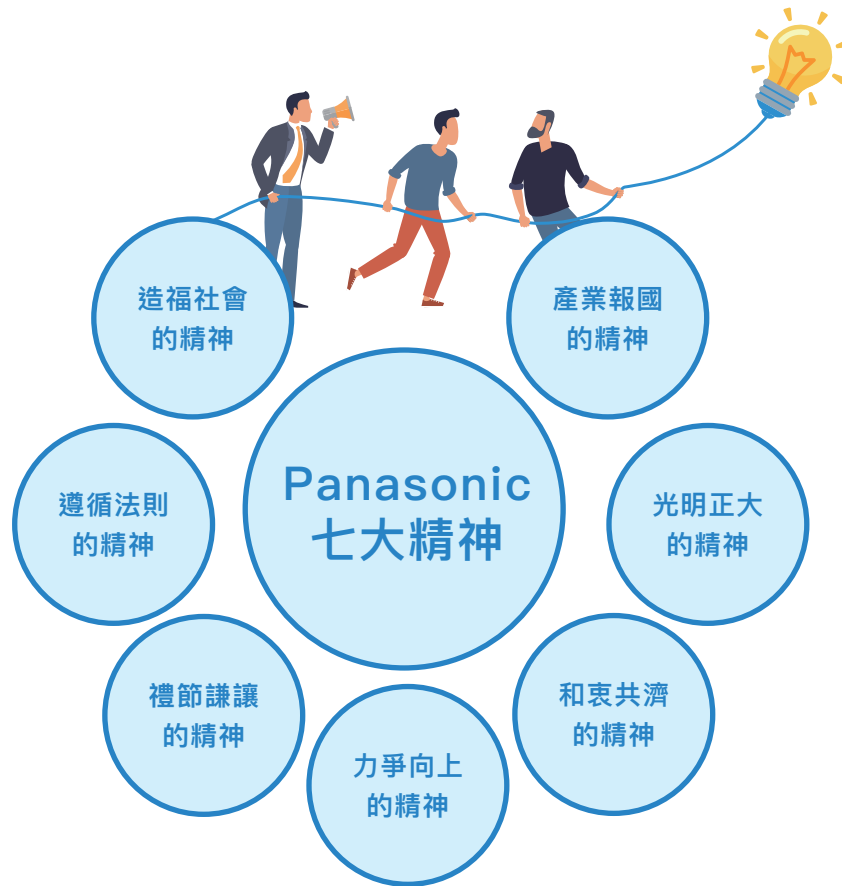 造福社會
的精神
產業報國
的精神
Panasonic
七大精神
遵循法則
的精神
光明正大
的精神
禮節謙讓
的精神
和衷共濟
的精神
力爭向上
的精神